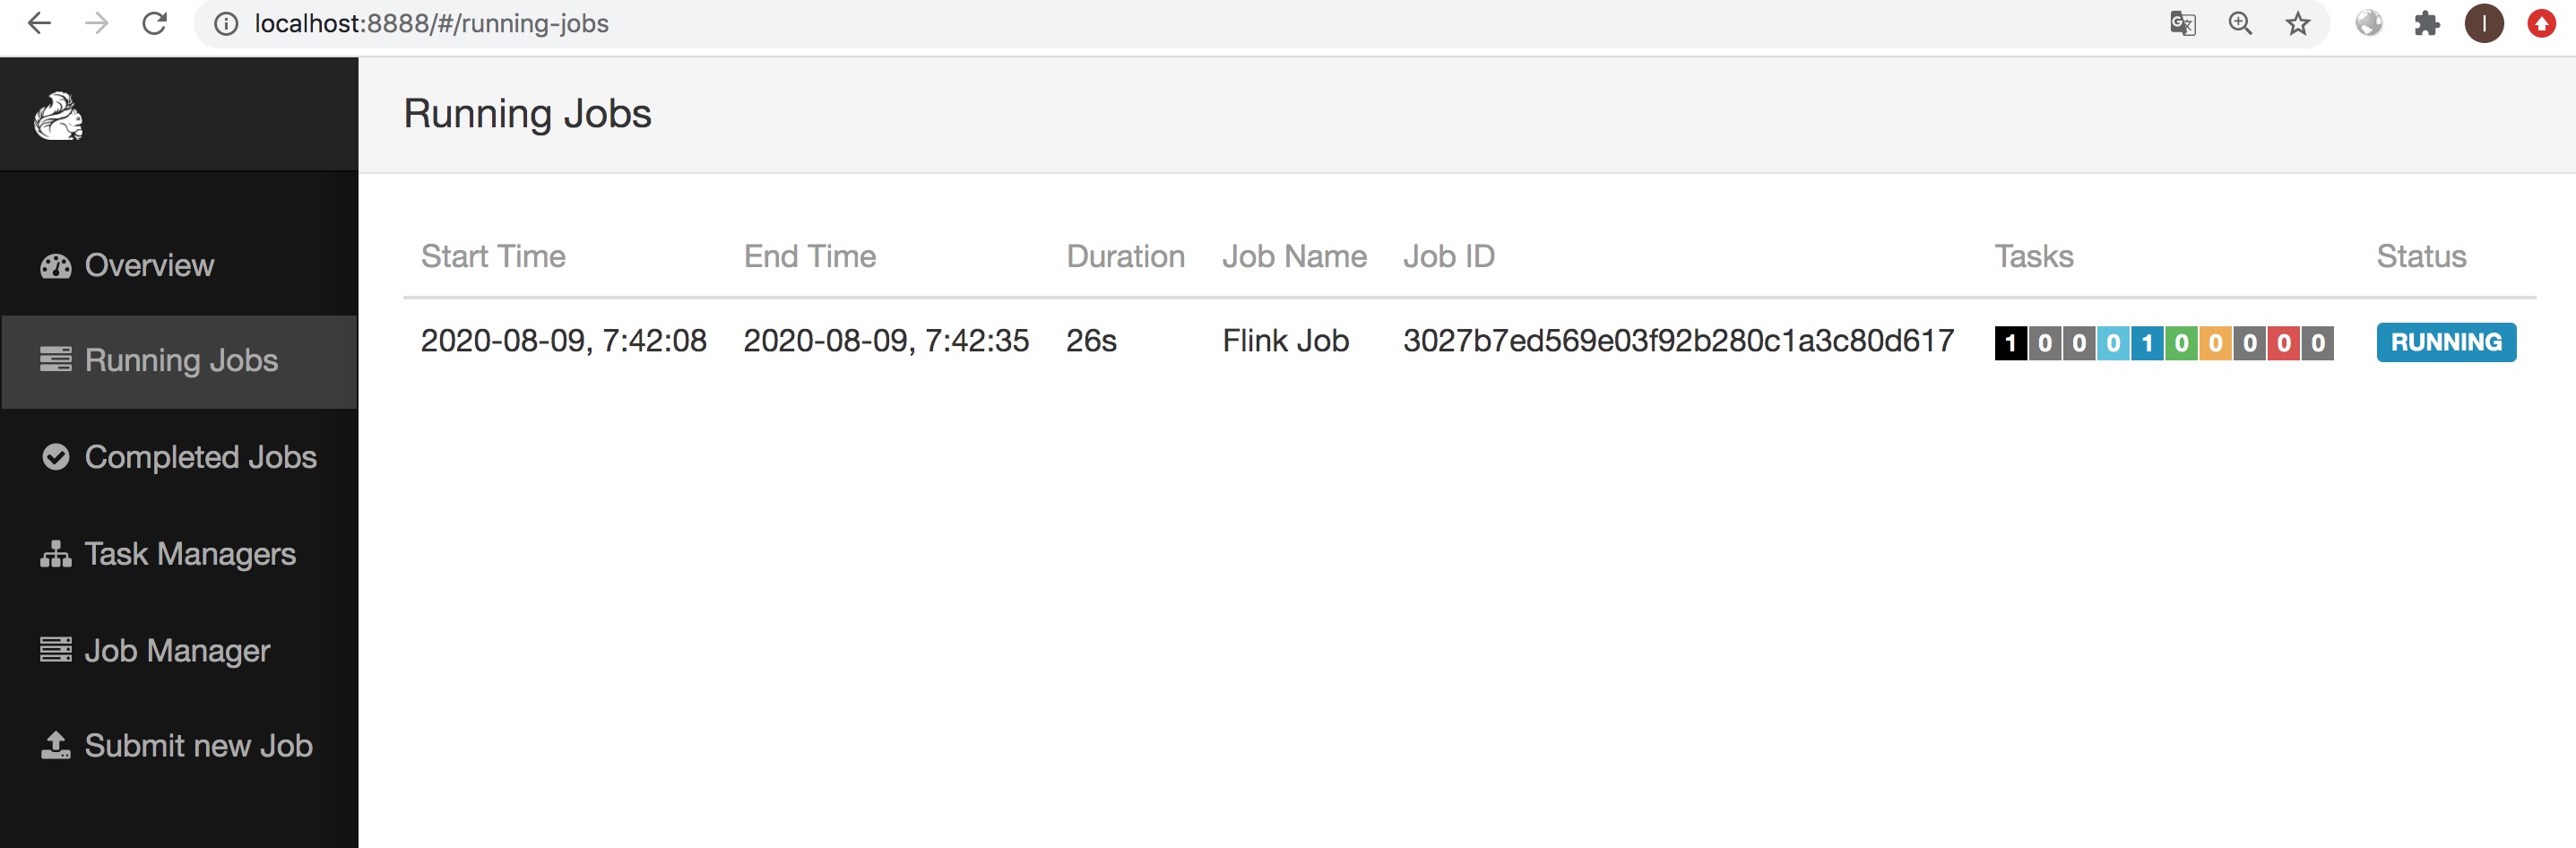 localhost:8888/#/running-jobs
I
Running Jobs
Overview
Running Jobs
Completed Jobs
Task Managers
Job Manager
Submit new Job
Start Time End Time Duration Job Name Job ID Tasks Status
2020-08-09, 7:42:08 2020-08-09, 7:42:35 26s Flink Job 3027b7ed569e03f92b280c1a3c80d617 1 0 0 0 1 0 0 0 0 0 RUNNING